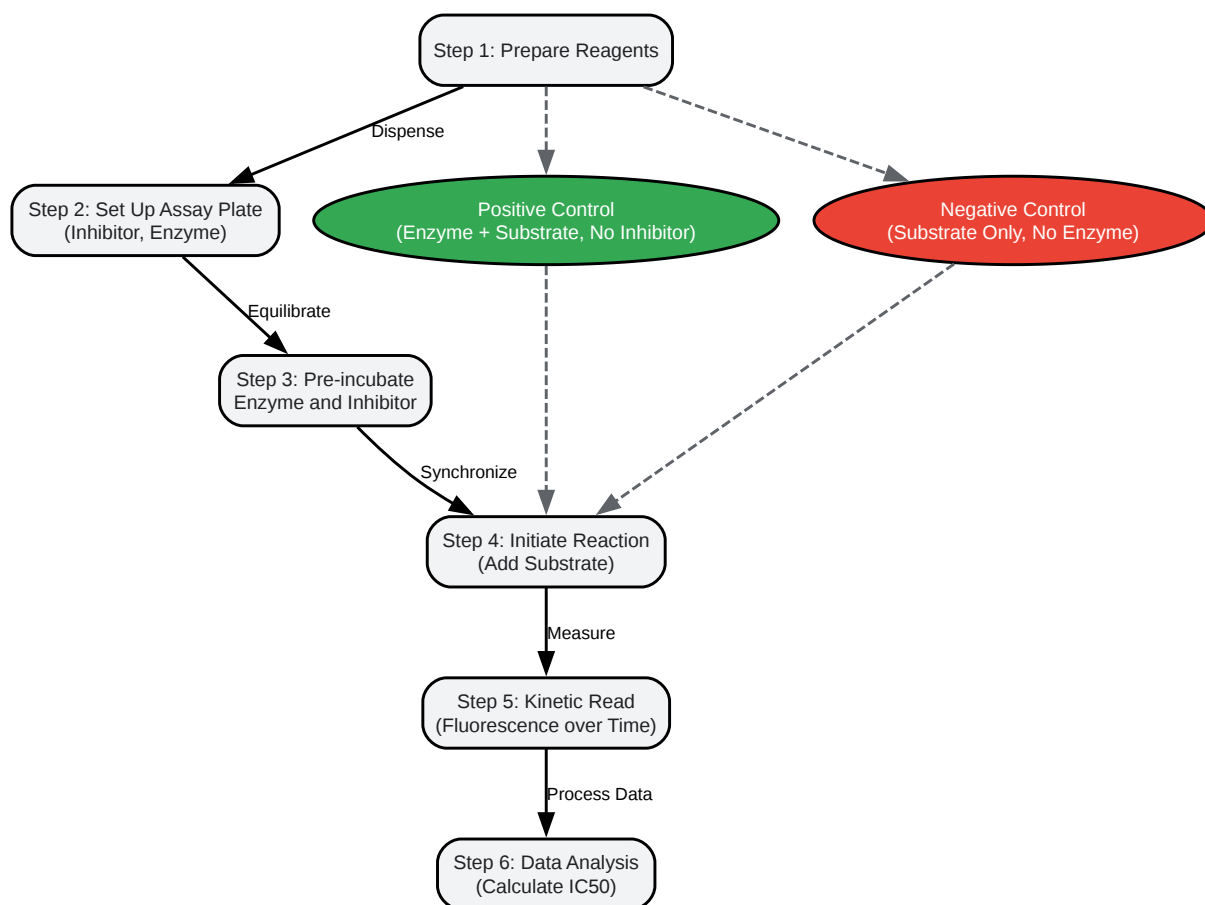 Step 1: Prepare Reagents
Dispense
Step 2: Set Up Assay Plate
(Inhibitor, Enzyme)
Positive Control
(Enzyme + Substrate, No Inhibitor)
Negative Control
(Substrate Only, No Enzyme)
Equilibrate
Step 3: Pre-incubate
Enzyme and Inhibitor
Synchronize
Step 4: Initiate Reaction
(Add Substrate)
Measure
Step 5: Kinetic Read
(Fluorescence over Time)
Process Data
Step 6: Data Analysis
(Calculate IC50)